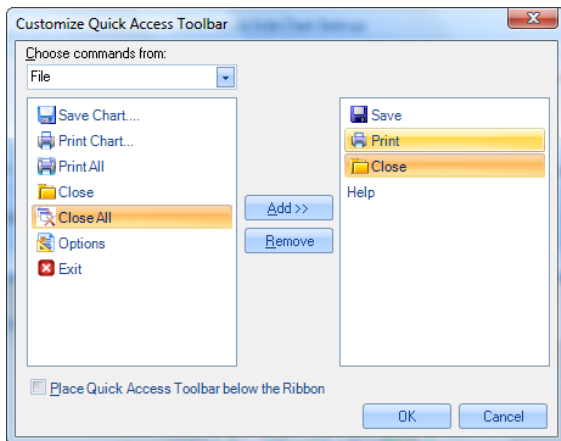 Customize Quick Access Toolbar
Choose commands from:
File
Save Chart....
Print Chart...
Print All
Close
Close All
Options
Exit
Add >>
Remove
Save
Print
Close
Help
Place Quick Access Toolbar below the Ribbon
OK
Cancel